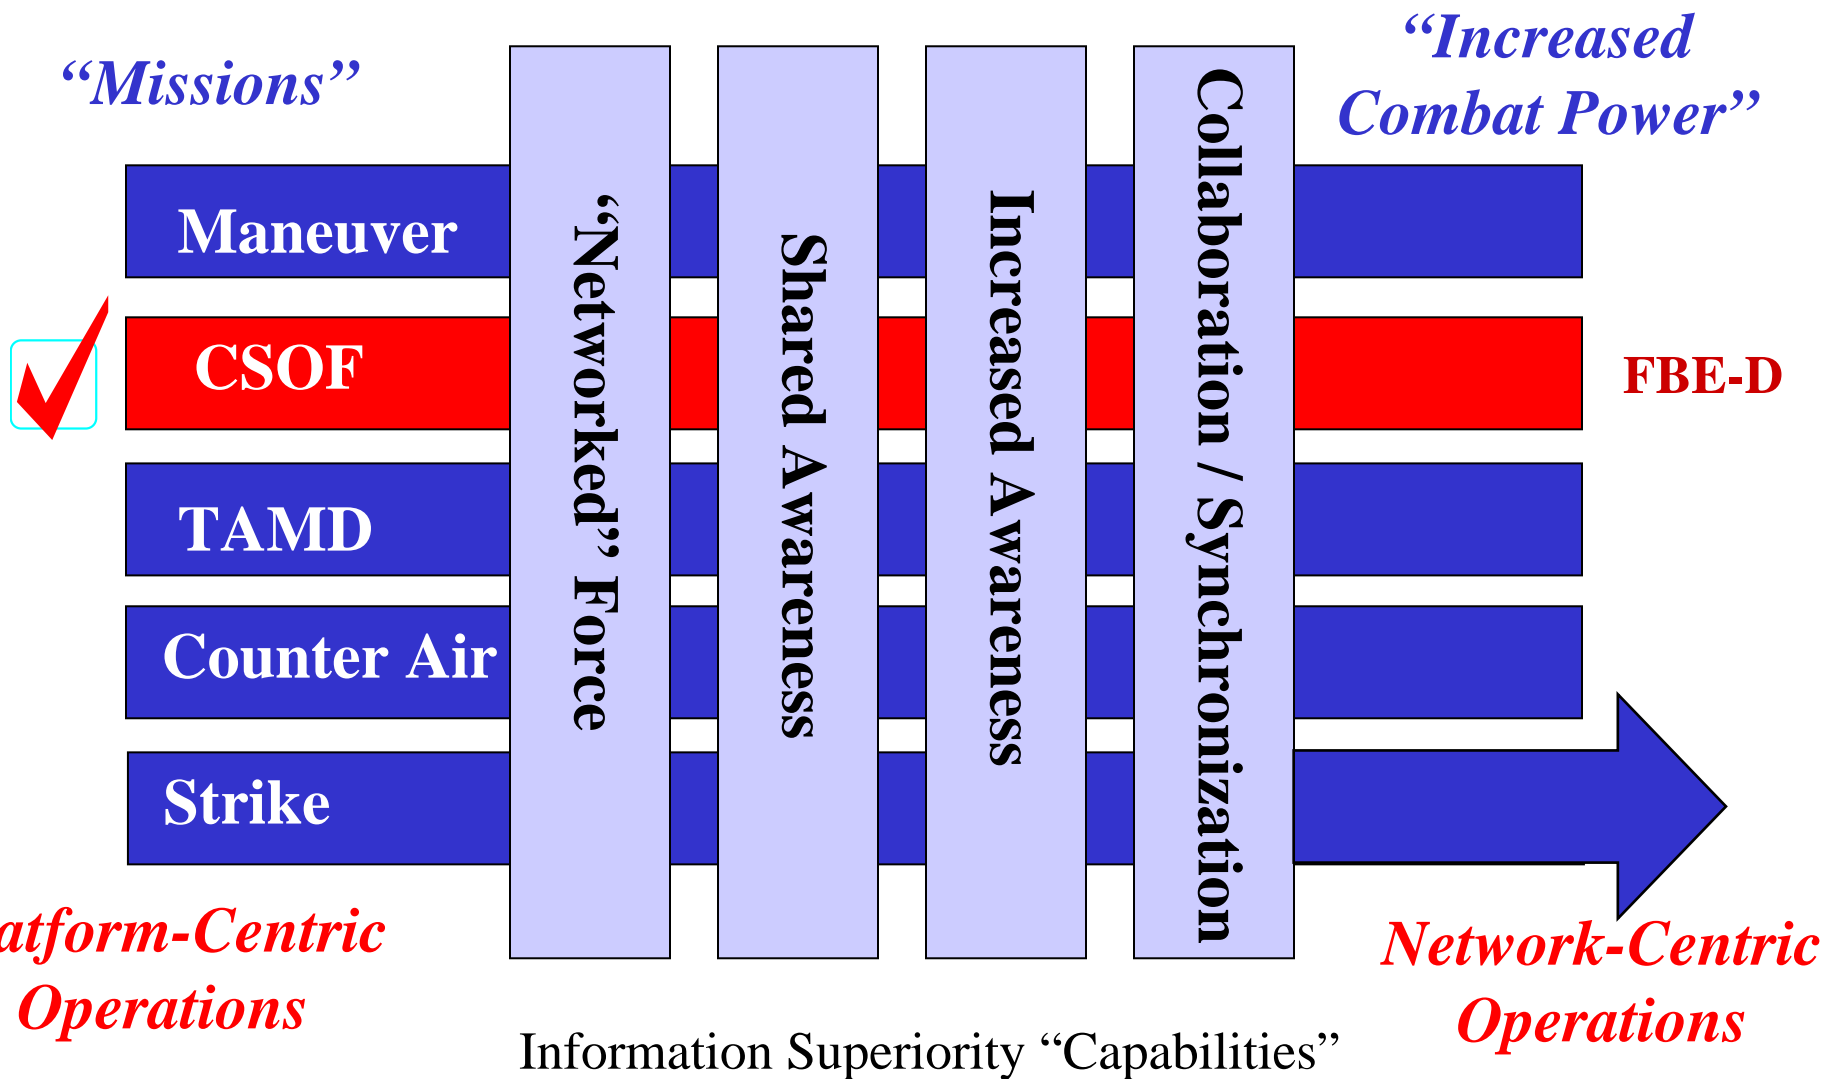 “Missions”
“Increased
Combat Power”
Maneuver
CSOF
TAMD
Counter Air
Strike
“Networked” Force
Shared Awareness
Increased Awareness
Collaboration / Synchronization
FBE-D
atform-Centric
Operations
Network-Centric
Operations
Information Superiority “Capabilities”